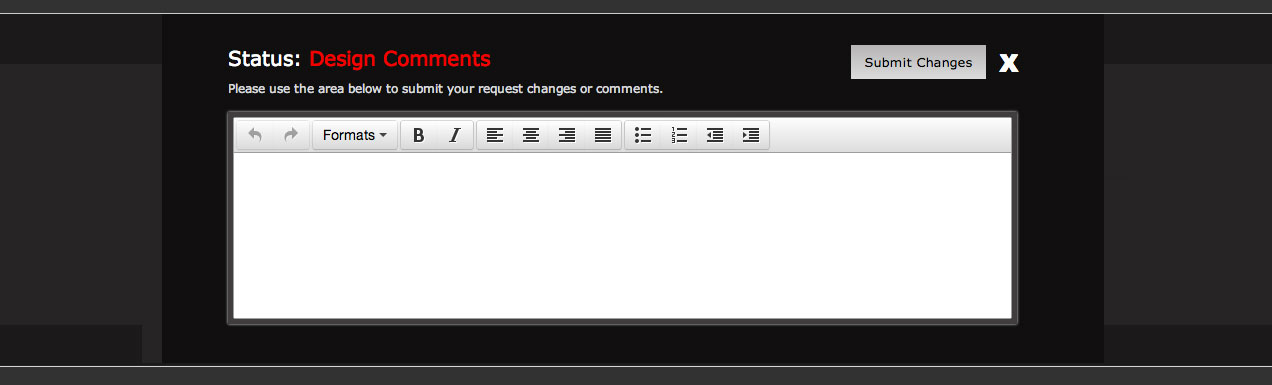 Status: Design Comments
Submit Changes X
Please use the area below to submit your request changes or comments.
Formats B I